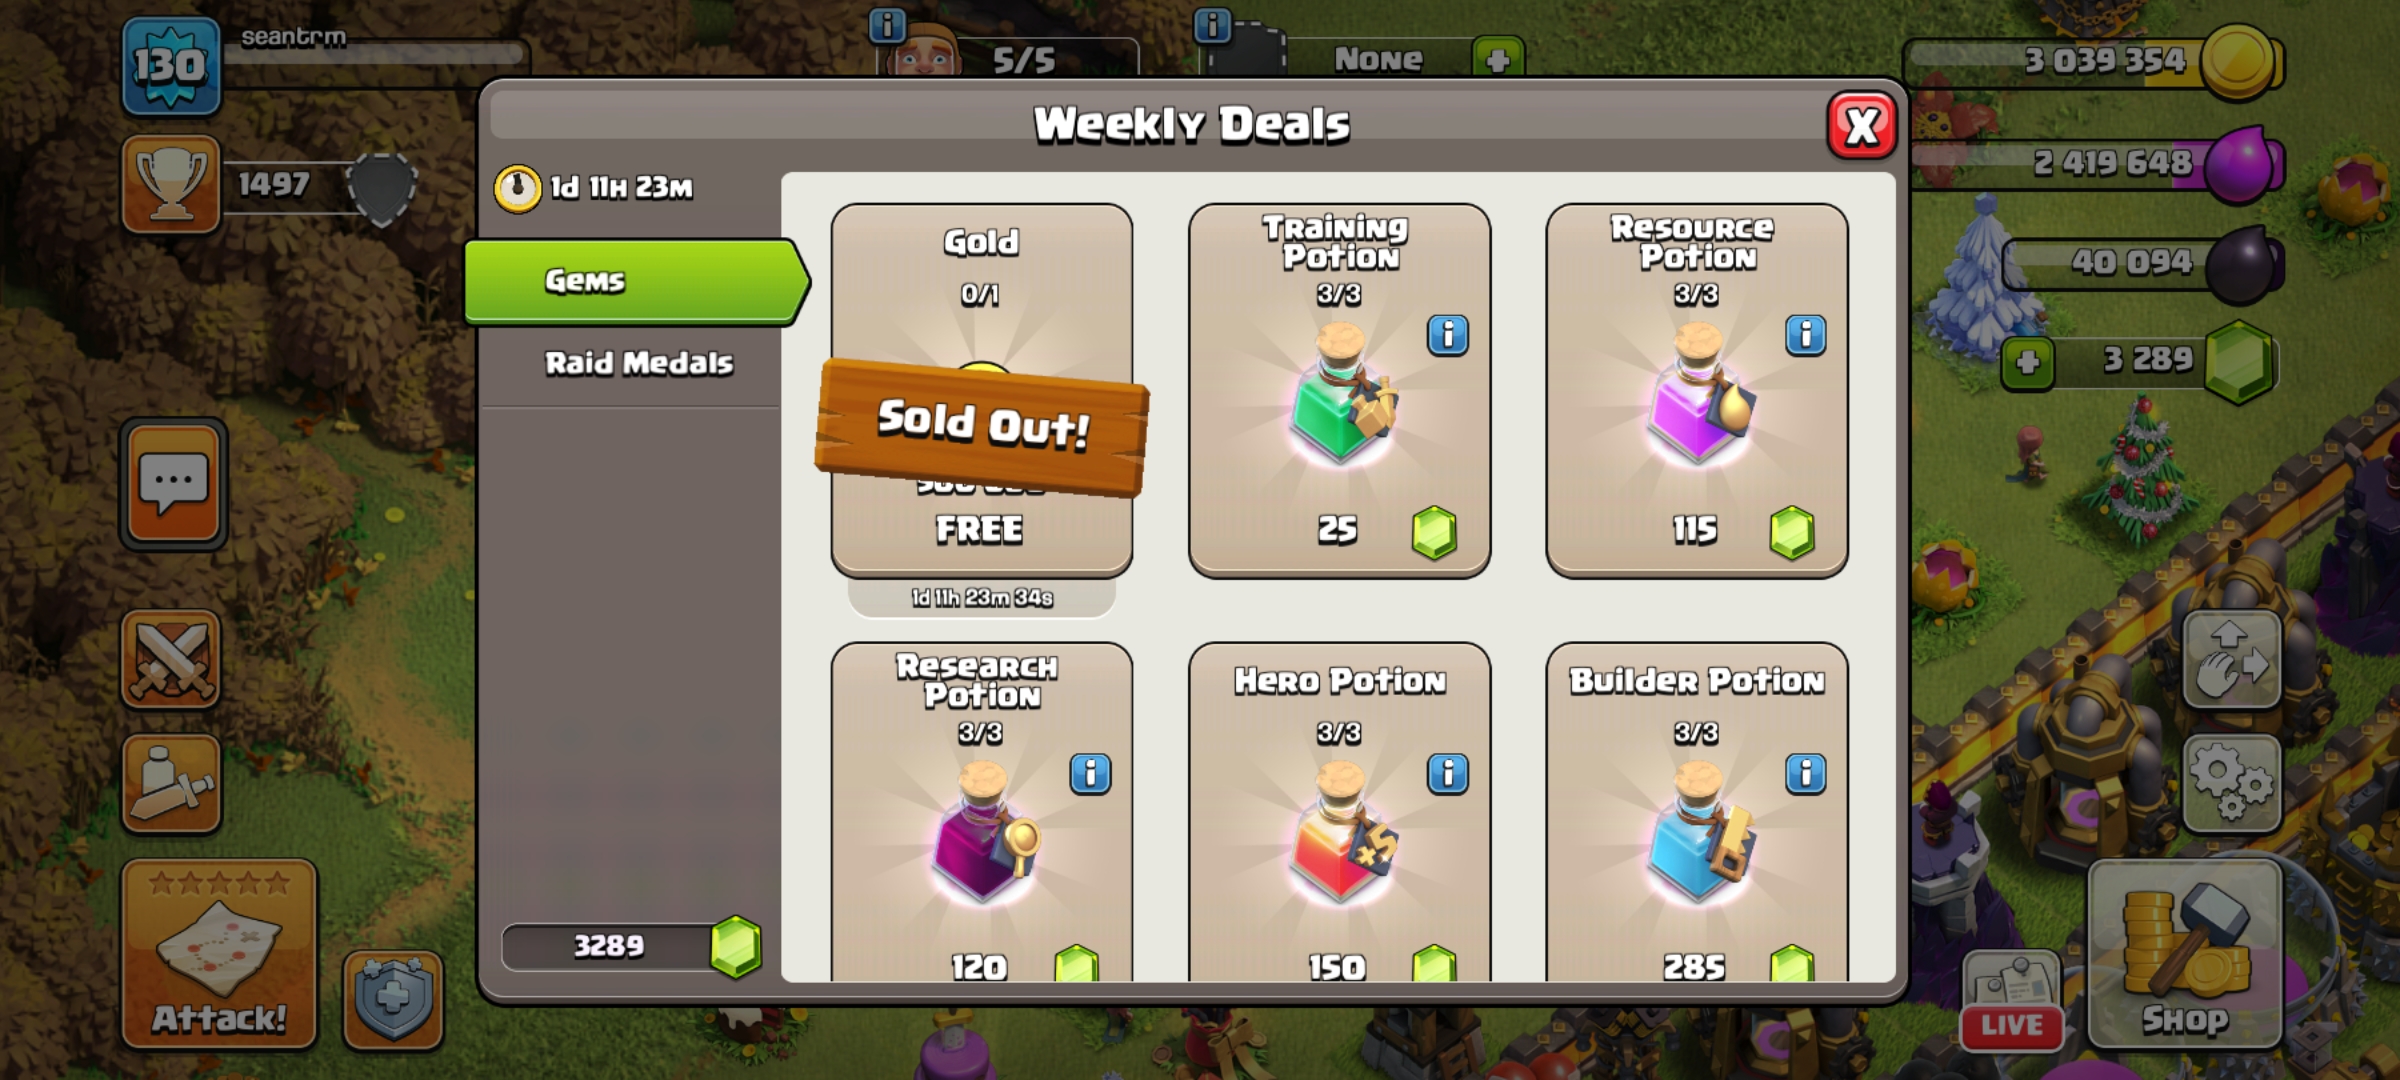 130
seantrm
5/5
None
3 039 354
Weekly Deals
X
1497
1d 11H 23M
2 419 648
Gems
Raid Medals
40 094
3 289
Gold
0/1
Sold Out!
FREE
1d 11h 23m 34s
Training
Potion
3/3
25
Resource
Potion
3/3
115
Research
Potion
3/3
120
Hero Potion
3/3
+5
150
Builder Potion
3/3
285
3289
Attack!
LIVE
Shop